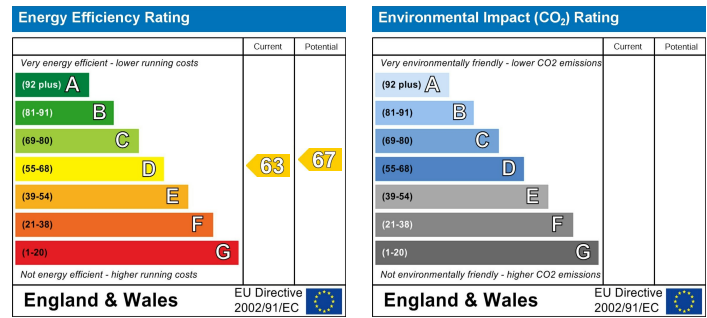 Energy Efficiency Rating
Current Potential
Very energy efficient - lower running costs
(92 plus) A
(81-91) B
(69-80) C
(55-68) D
63 67
(39-54) E
(21-38) F
(1-20) G
Not energy efficient - higher running costs
England & Wales
EU Directive
2002/91/EC
Environmental Impact (CO₂) Rating
Current Potential
Very environmentally friendly - lower CO2 emissions
(92 plus) A
(81-91) B
(69-80) C
(55-68) D
(39-54) E
(21-38) F
(1-20) G
Not environmentally friendly - higher CO2 emissions
England & Wales
EU Directive
2002/91/EC